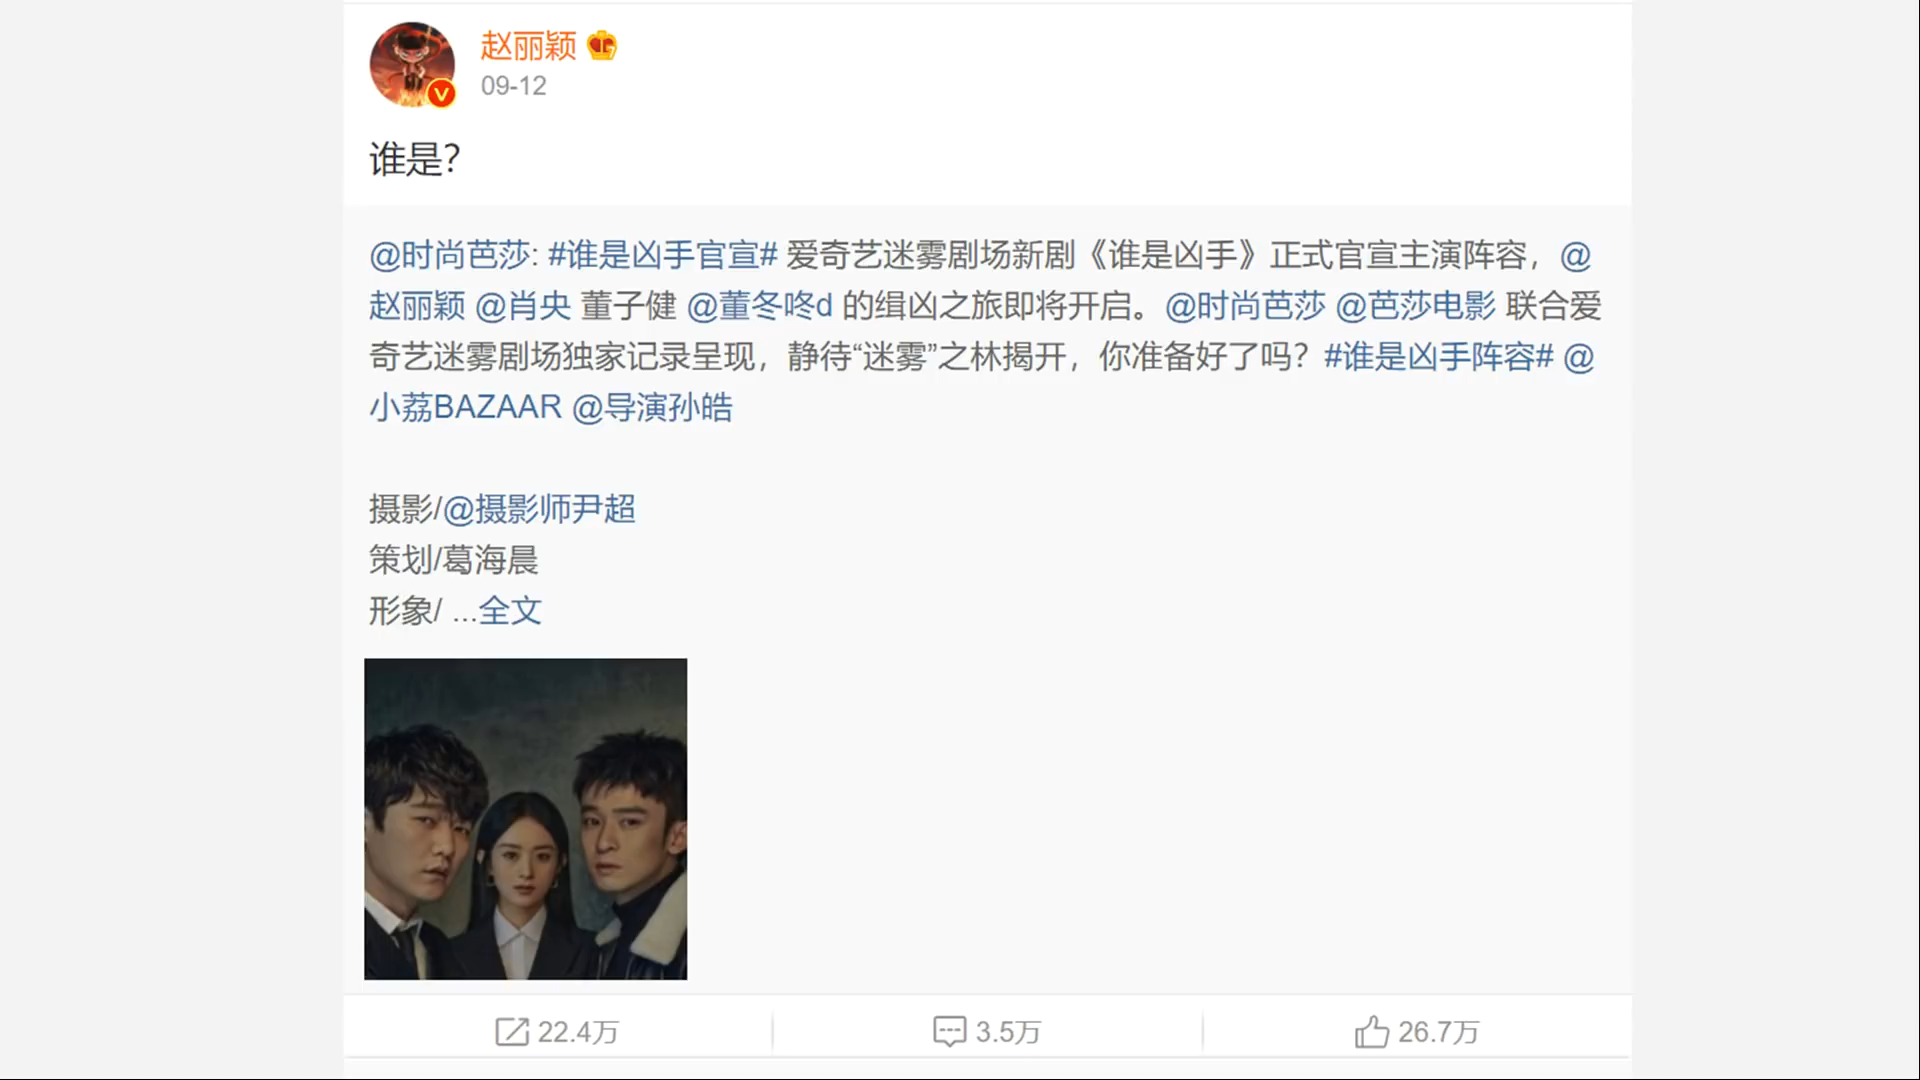 赵丽颖
09-12
谁是?
@时尚芭莎: #谁是凶手官宣# 爱奇艺迷雾剧场新剧《谁是凶手》正式官宣主演阵容，@
赵丽颖 @肖央 董子健 @董冬咚d 的缉凶之旅即将开启。@时尚芭莎 @芭莎电影 联合爱
奇艺迷雾剧场独家记录呈现，静待“迷雾”之林揭开，你准备好了吗？#谁是凶手阵容# @
小荔BAZAAR @导演孙皓
摄影/@摄影师尹超
策划/葛海晨
形象/ ...全文
22.4万
3.5万
26.7万